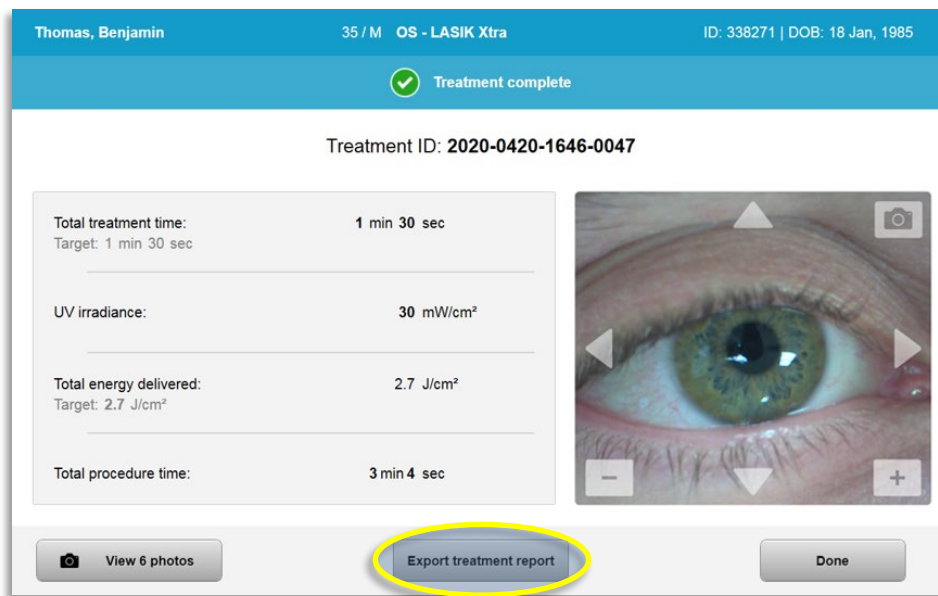 Thomas, Benjamin 35 / M OS - LASIK Xtra ID: 338271 | DOB: 18 Jan, 1985
Treatment complete
Treatment ID: 2020-0420-1646-0047
Total treatment time: 1 min 30 sec
Target: 1 min 30 sec
UV irradiance: 30 mW/cm²
Total energy delivered: 2.7 J/cm²
Target: 2.7 J/cm²
Total procedure time: 3 min 4 sec
View 6 photos Export treatment report Done